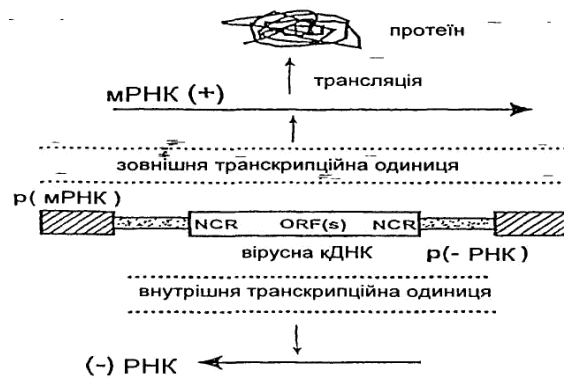 протеїн
трансляція
мРНК (+)
зовнішня транскрипційна одиниця
p(мРНК)
NCR ORF(s) NCR
вірусна кДНК p(- РНК)
внутрішня транскрипційна одиниця
(-) РНК